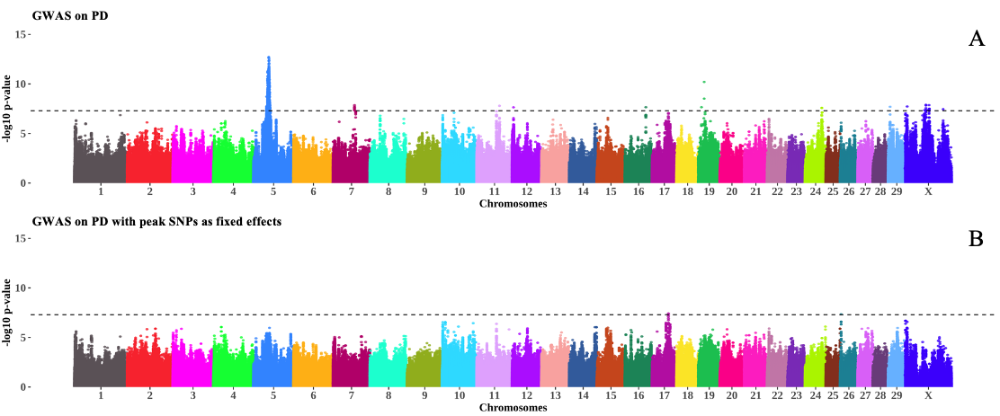 GWAS on PD
A
15
10
5
0
-log10 p-value
1 2 3 4 5 6 7 8 9 10 11 12 13 14 15 16 17 18 19 20 21 22 23 24 25 26 27 28 29 X
Chromosomes
GWAS on PD with peak SNPs as fixed effects
B
15
10
5
0
-log10 p-value
1 2 3 4 5 6 7 8 9 10 11 12 13 14 15 16 17 18 19 20 21 22 23 24 25 26 27 28 29 X
Chromosomes